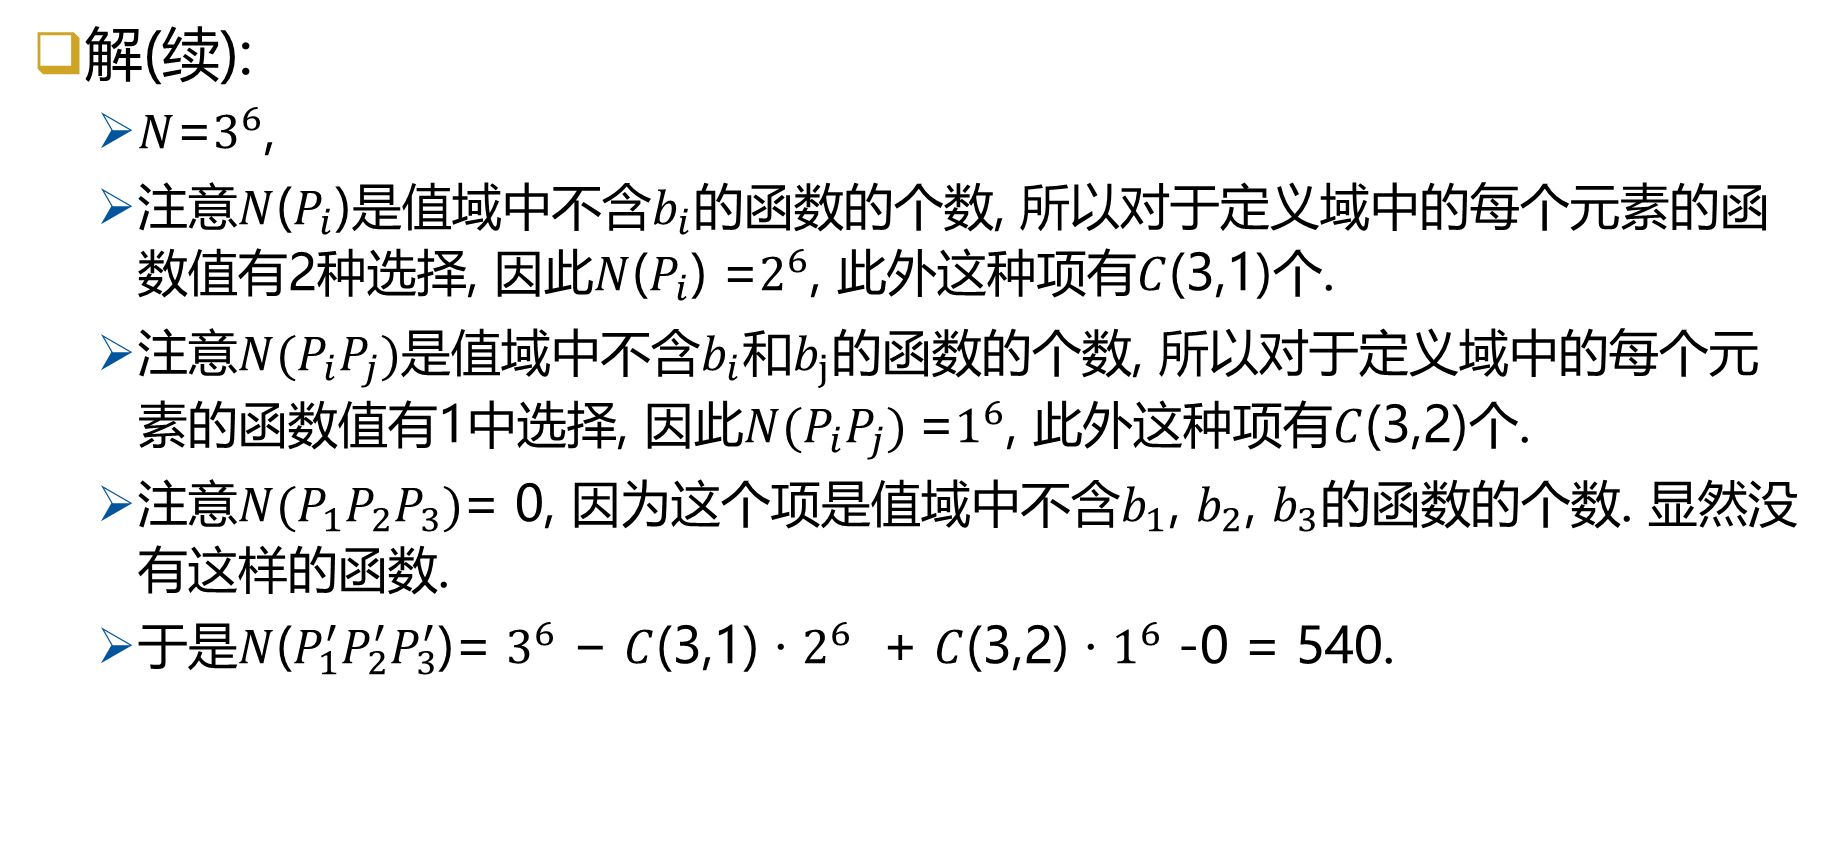 解(续):
N=3⁶,
注意N(Pᵢ)是值域中不含bᵢ的函数的个数, 所以对于定义域中的每个元素的函
数值有2种选择, 因此N(Pᵢ) =2⁶, 此外这种项有C(3,1)个.
注意N(PᵢPⱼ)是值域中不含bᵢ和bⱼ的函数的个数, 所以对于定义域中的每个元
素的函数值有1中选择, 因此N(PᵢPⱼ) =1⁶, 此外这种项有C(3,2)个.
注意N(P₁P₂P₃)= 0, 因为这个项是值域中不含b₁, b₂, b₃的函数的个数. 显然没
有这样的函数.
于是N(P₁′P₂′P₃′)= 3⁶ − C(3,1) · 2⁶ + C(3,2) · 1⁶ -0 = 540.